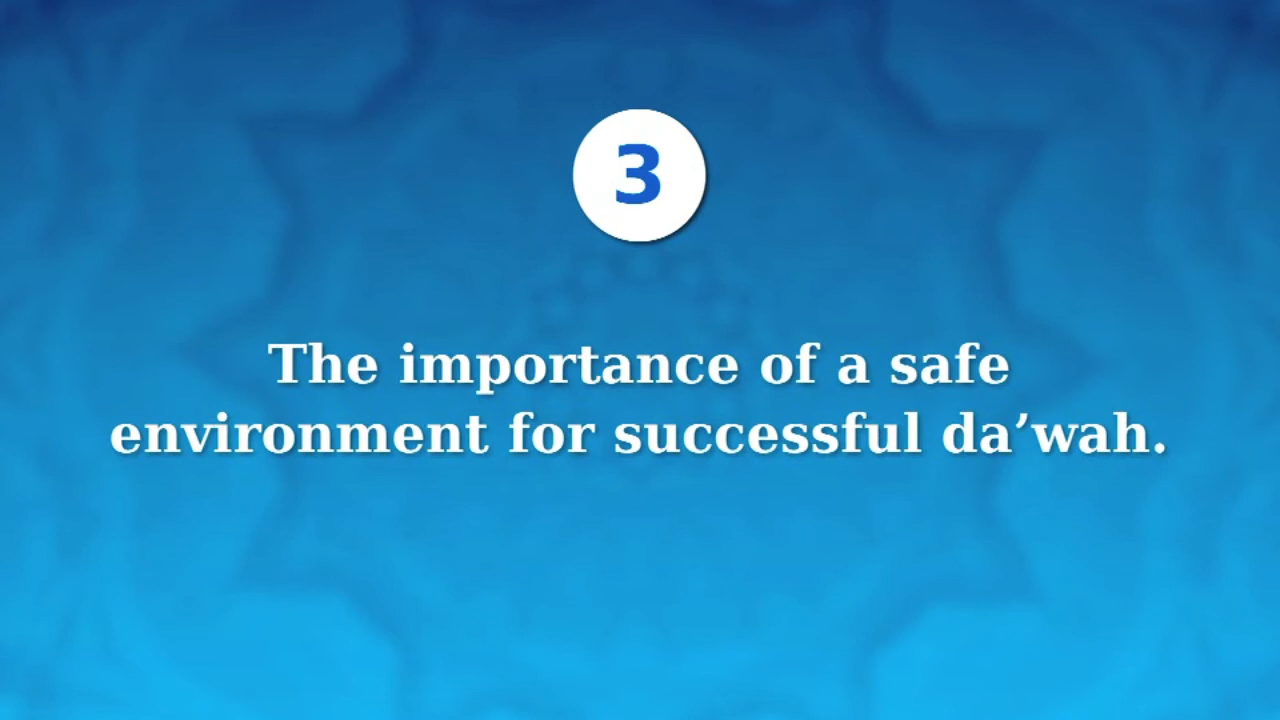 3
The importance of a safe
environment for successful da’wah.